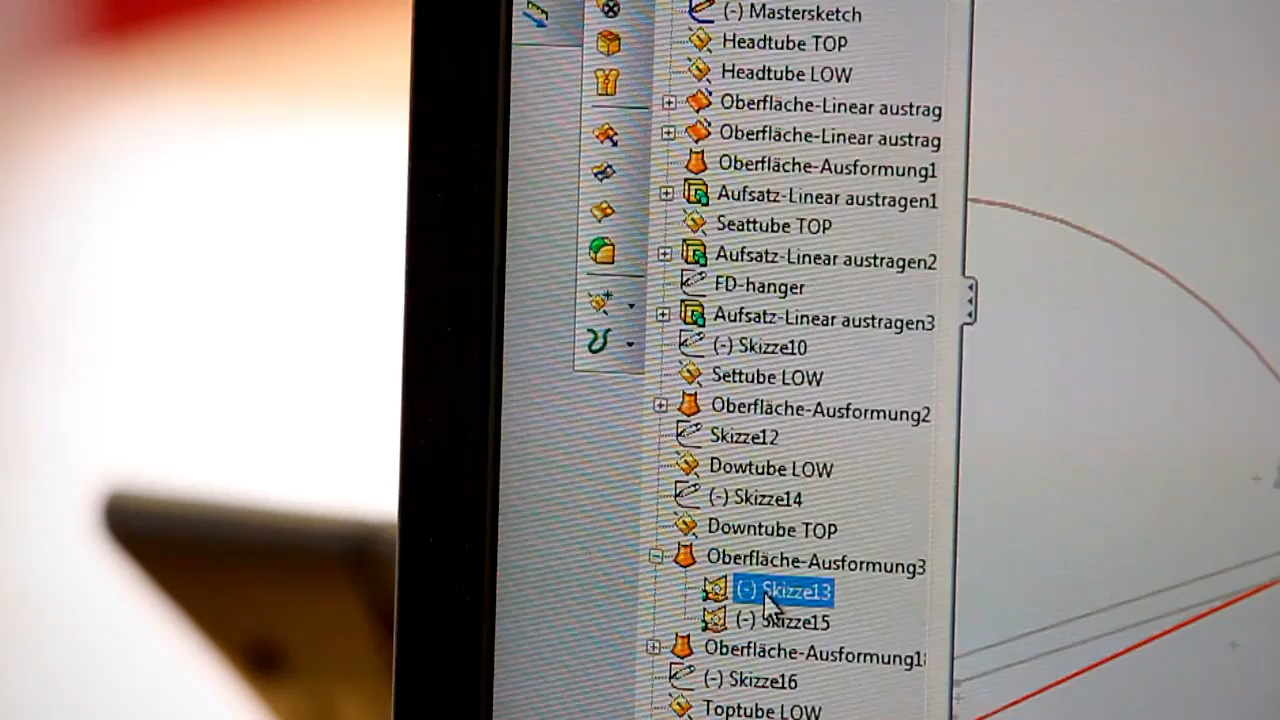 (-) Mastersketch
Headtube TOP
Headtube LOW
Oberfläche-Linear austrag
Oberfläche-Linear austrag
Oberfläche-Ausformung1
Aufsatz-Linear austragen1
Seattube TOP
Aufsatz-Linear austragen2
FD-hanger
Aufsatz-Linear austragen3
(-) Skizze10
Settube LOW
Oberfläche-Ausformung2
Skizze12
Dowtube LOW
(-) Skizze14
Downtube TOP
Oberfläche-Ausformung3
(-) Skizze13
(-) Skizze15
Oberfläche-Ausformung1
(-) Skizze16
Toptube LOW